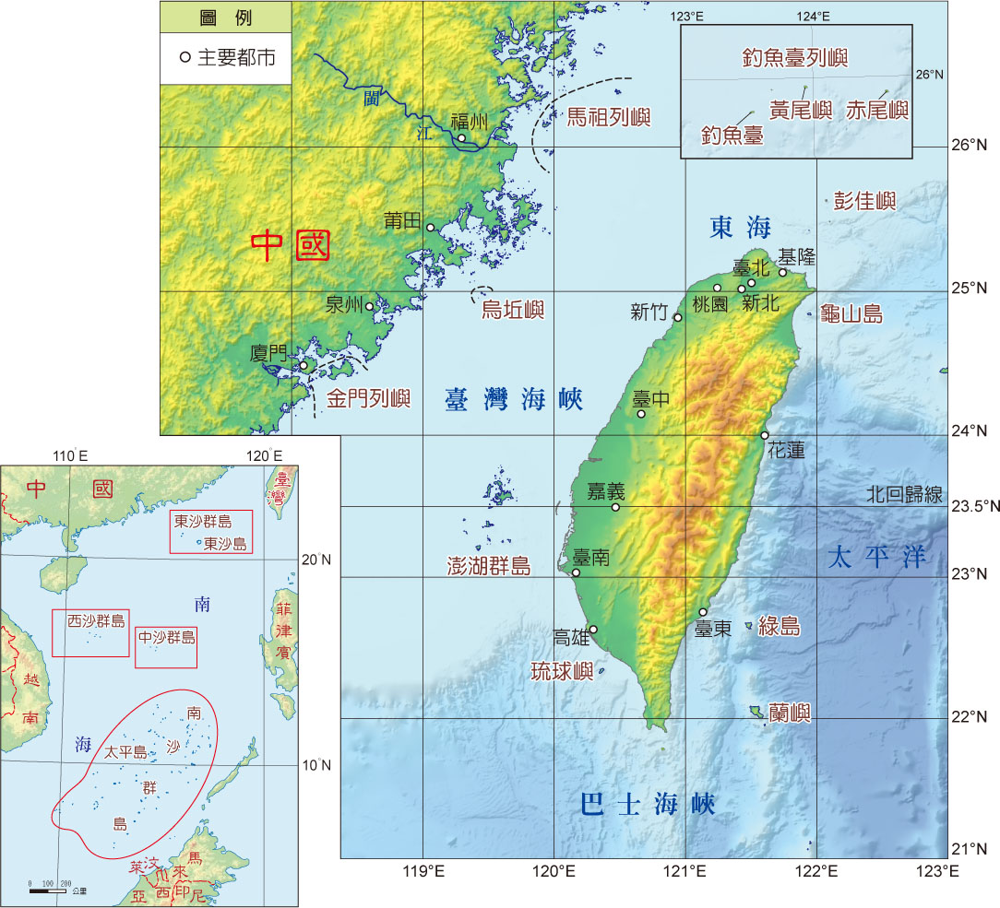 圖 例
主要都市
123°E
124°E
釣魚臺列嶼
26°N
黃尾嶼
赤尾嶼
釣魚臺
閩
江
福州
馬祖列嶼
26°N
彭佳嶼
莆田
東海
中國
基隆
臺北
25°N
泉州
烏坵嶼
新竹
桃園
新北
龜山島
廈門
金門列嶼
臺灣海峽
臺中
24°N
花蓮
嘉義
北回歸線
23.5°N
澎湖群島
臺南
太平洋
23°N
高雄
臺東
綠島
琉球嶼
蘭嶼
22°N
巴士海峽
21°N
119°E
120°E
121°E
122°E
123°E
110°E
120°E
中國
臺灣
東沙群島
東沙島
20°N
南
西沙群島
中沙群島
菲律賓
越南
南
海
太平島
沙
10°N
群
島
馬
汶
萊
來
亞
西
印
尼
0 100 200
公里